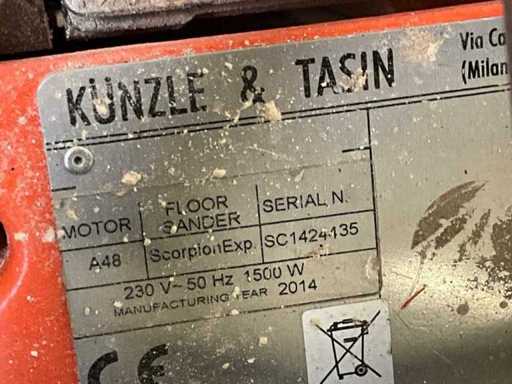 KÜNZLE & TASIN
Via Ca
(Milan
MOTOR FLOOR SANDER SERIAL N.
A48 ScorpionExp. SC1424135
230 V~ 50 Hz 1500 W
MANUFACTURING YEAR 2014
CE